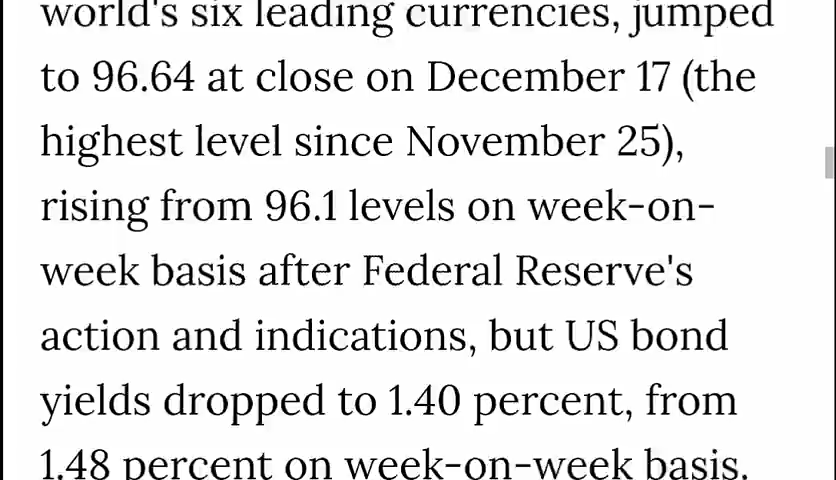 world's six leading currencies, jumped
to 96.64 at close on December 17 (the
highest level since November 25),
rising from 96.1 levels on week-on-
week basis after Federal Reserve's
action and indications, but US bond
yields dropped to 1.40 percent, from
1.48 percent on week-on-week basis.